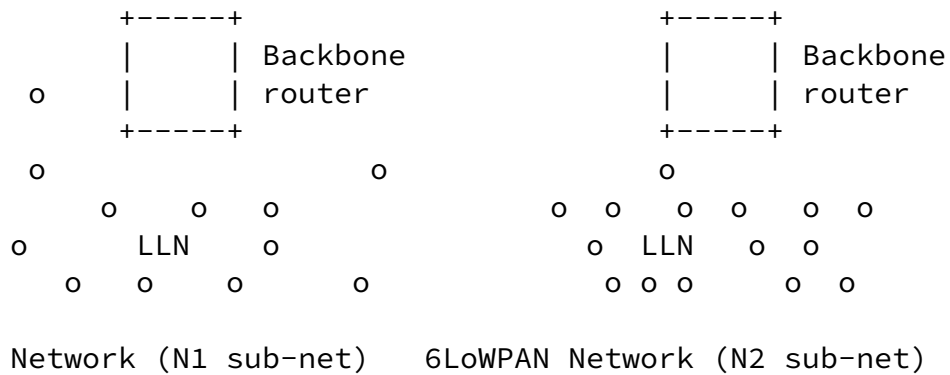 +-----+ +-----+
| | Backbone | | Backbone
o | | router | | router
+-----+ +-----+
o o o
o o o o o o o o o
o LLN o o LLN o o
o o o o o o o o o
Network (N1 sub-net) 6LoWPAN Network (N2 sub-net)